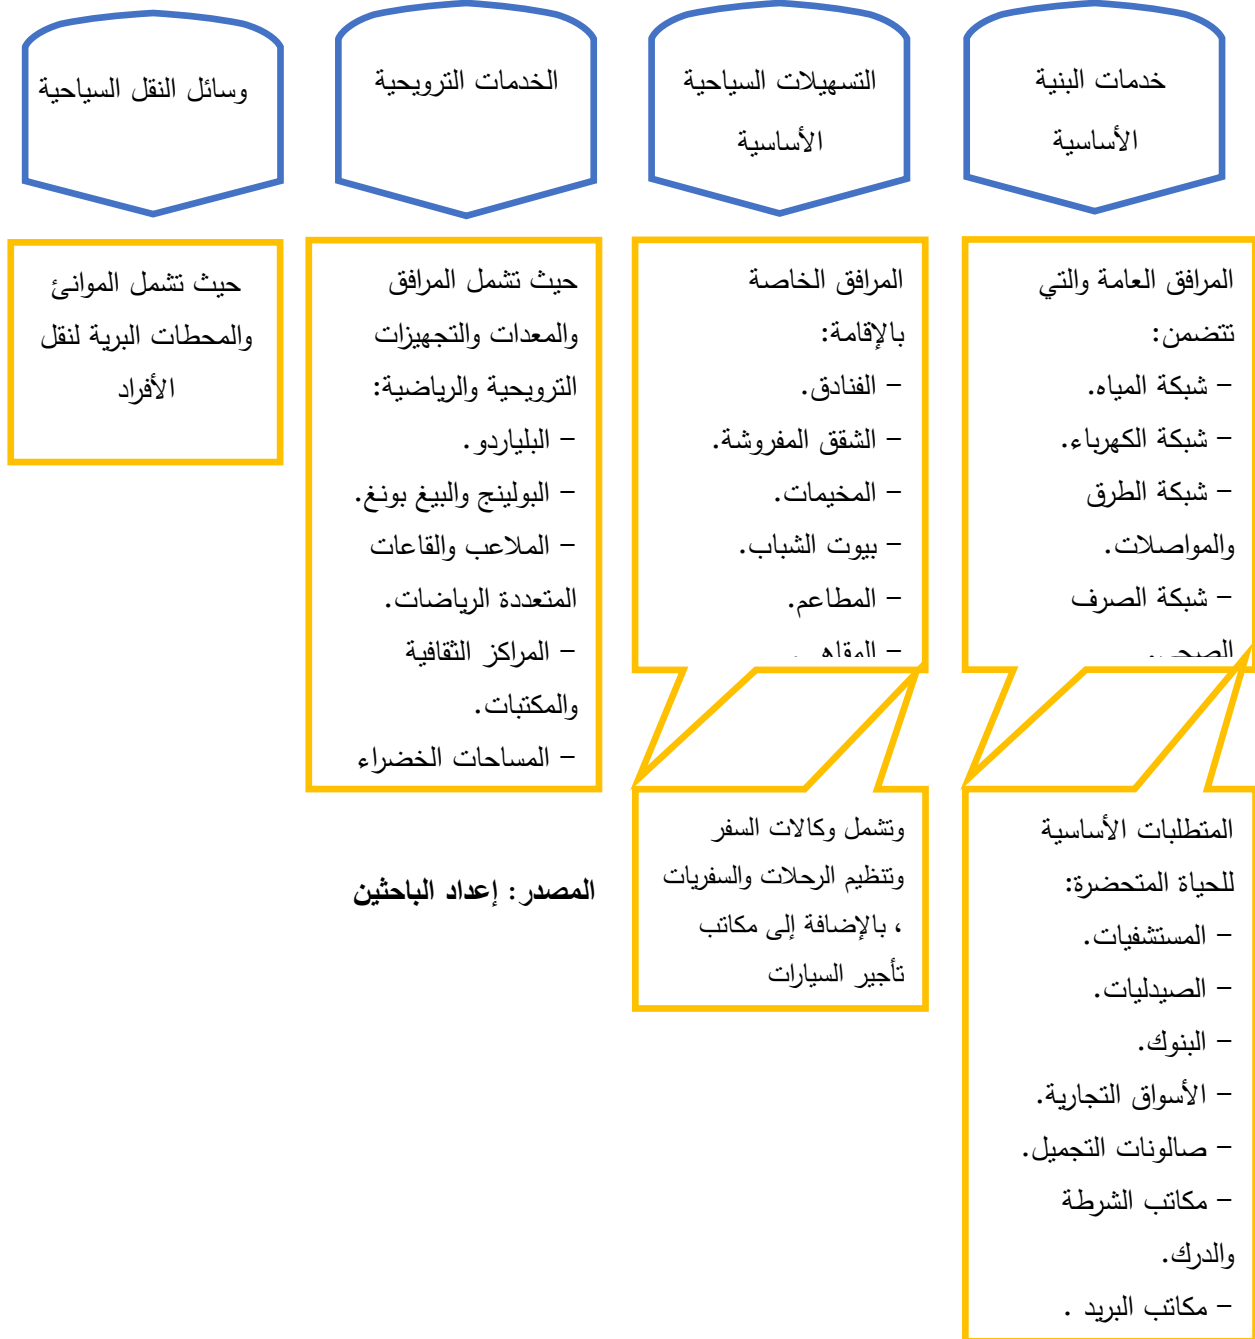 خدمات البنية
الأساسية
التسهيلات السياحية
الأساسية
الخدمات الترويحية
وسائل النقل السياحية
المرافق العامة والتي
تتضمن:
- شبكة المياه.
- شبكة الكهرباء.
- شبكة الطرق
والمواصلات.
- شبكة الصرف
الصحي.
المتطلبات الأساسية
للحياة المتحضرة:
- المستشفيات.
- الصيدليات.
- البنوك.
- الأسواق التجارية.
- صالونات التجميل.
- مكاتب الشرطة
والدرك.
- مكاتب البريد .
المرافق الخاصة
بالإقامة:
- الفنادق.
- الشقق المفروشة.
- المخيمات.
- بيوت الشباب.
- المطاعم.
- المقاهي.
وتشمل وكالات السفر
وتنظيم الرحلات والسفريات
، بالإضافة إلى مكاتب
تأجير السيارات
حيث تشمل المرافق
والمعدات والتجهيزات
الترويحية والرياضية:
- البلياردو.
- البولينج والبيغ بونغ.
- الملاعب والقاعات
المتعددة الرياضات.
- المراكز الثقافية
والمكتبات.
- المساحات الخضراء
حيث تشمل الموانئ
والمحطات البرية لنقل
الأفراد
المصدر: إعداد الباحثين